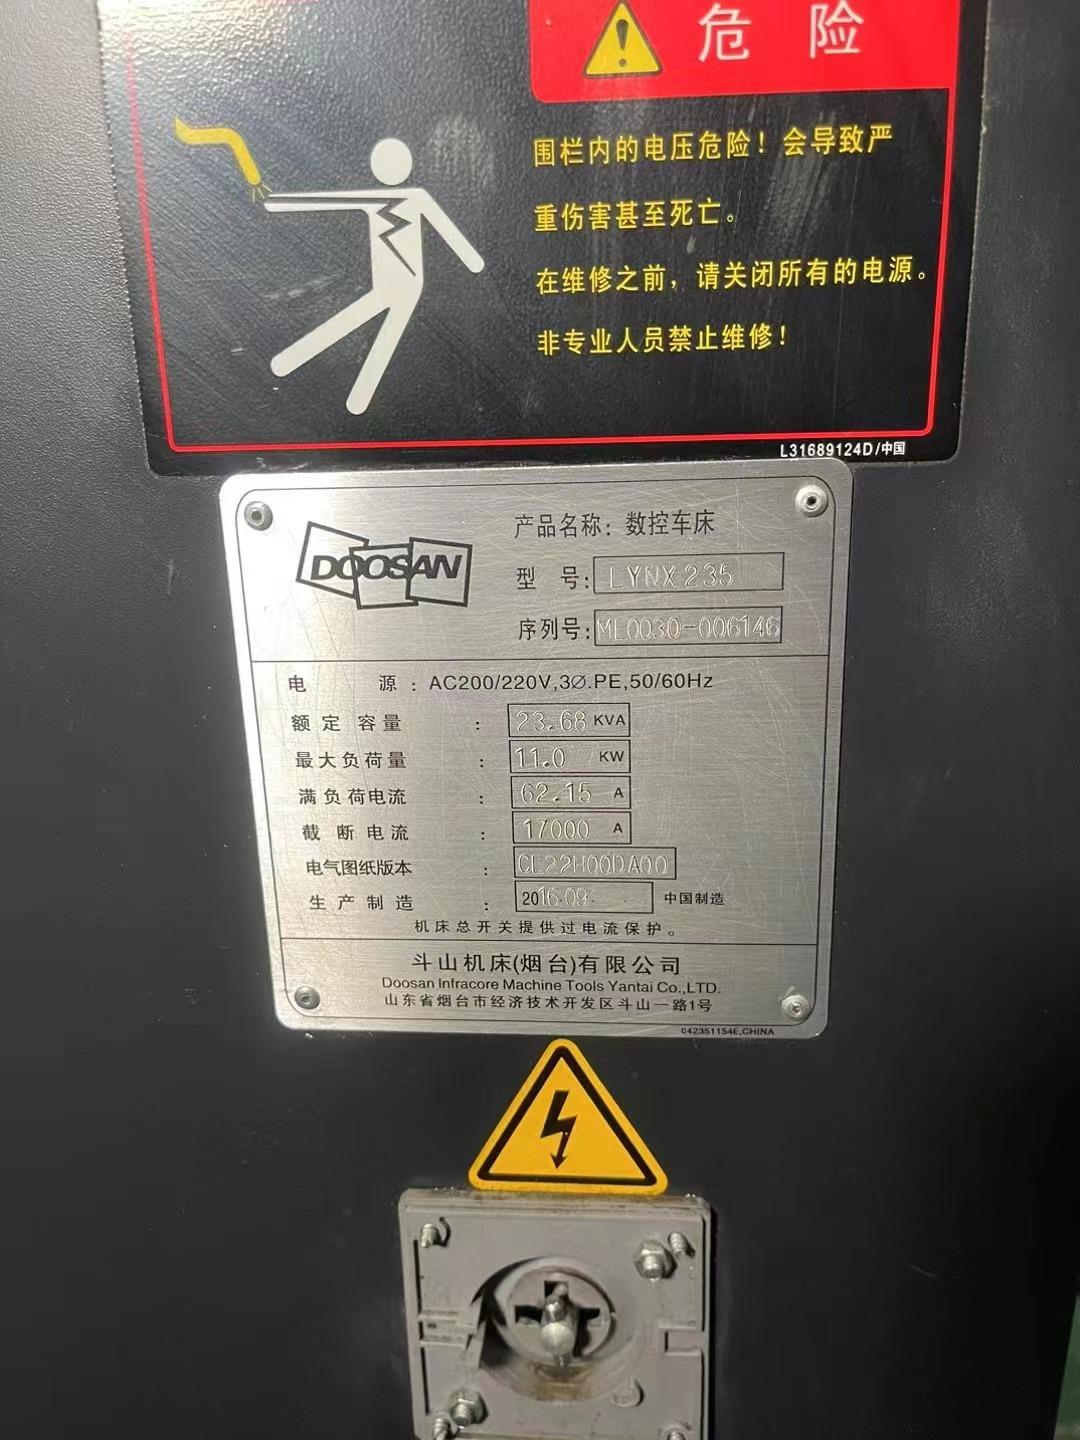 危险
围栏内的电压危险！会导致严
重伤害甚至死亡。
在维修之前，请关闭所有的电源。
非专业人员禁止维修！
L31689124D/中国
DOOSAN
产品名称：数控车床
型 号：LYNX235
序列号：ML0030-006146
电 源：AC200/220V,3Ø.PE,50/60Hz
额定容量：23.68 KVA
最大负荷量：11.0 KW
满负荷电流：62.15 A
截断电流：17000 A
电气图纸版本：CL22H00DA00
生产制造：2016.09. 中国制造
机床总开关提供过电流保护。
斗山机床(烟台)有限公司
Doosan Infracore Machine Tools Yantai Co.,LTD.
山东省烟台市经济技术开发区斗山一路1号
042351154E,CHINA